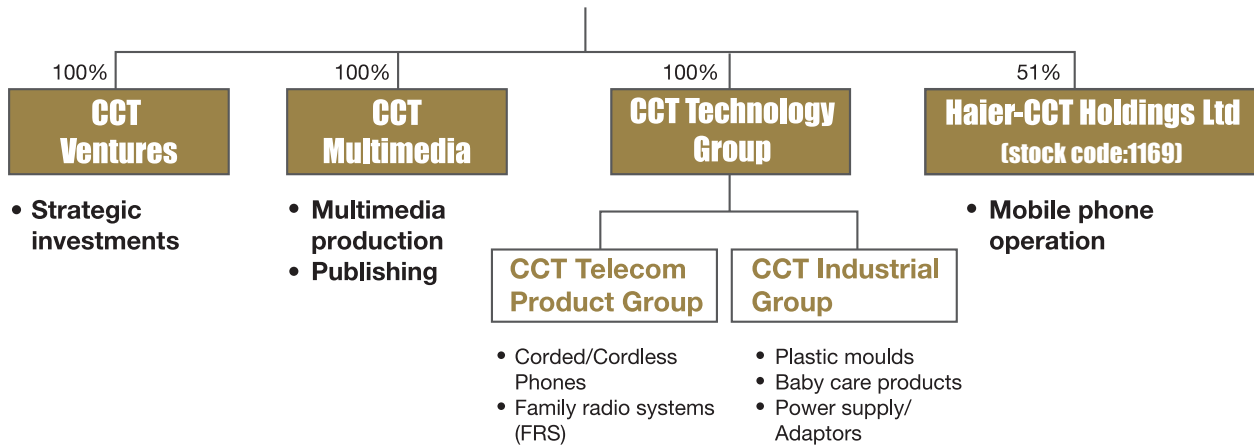 100%
CCT
Ventures
• Strategic
investments
100%
CCT
Multimedia
• Multimedia
production
• Publishing
100%
CCT Technology
Group
CCT Telecom
Product Group
• Corded/Cordless
Phones
• Family radio systems
(FRS)
CCT Industrial
Group
• Plastic moulds
• Baby care products
• Power supply/
Adaptors
51%
Haier-CCT Holdings Ltd
(stock code:1169)
• Mobile phone
operation